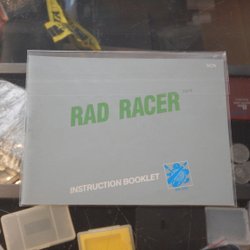 RAD RACER
INSTRUCTION BOOKLET